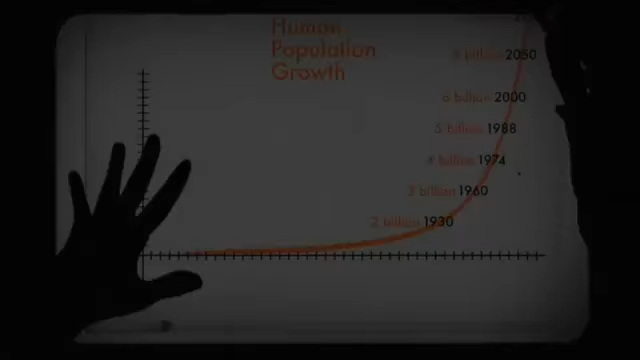 Human
Population
Growth
billion 2050
6 billion 2000
5 billion 1988
4 billion 1974
3 billion 1960
2 billion 1930